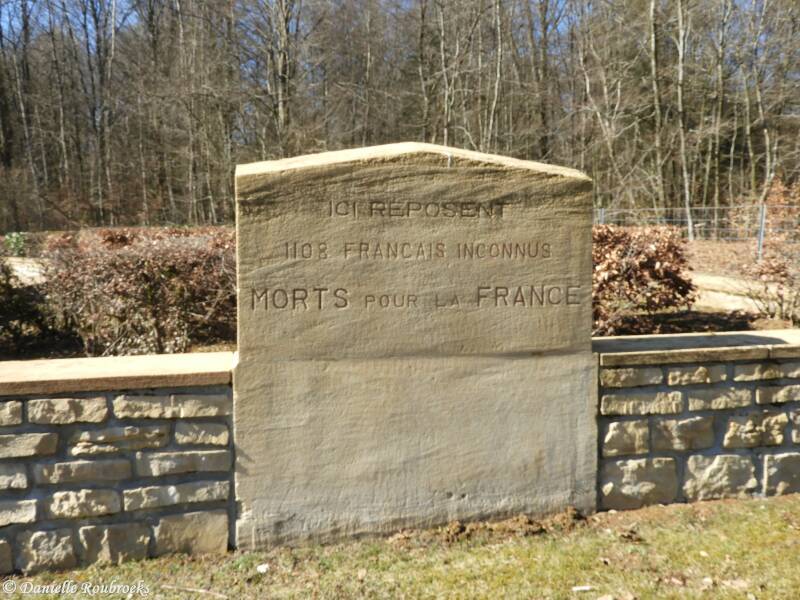 ICI REPOSENT
1108 FRANCAIS INCONNUS
MORTS POUR LA FRANCE
© Danielle Roubroeks